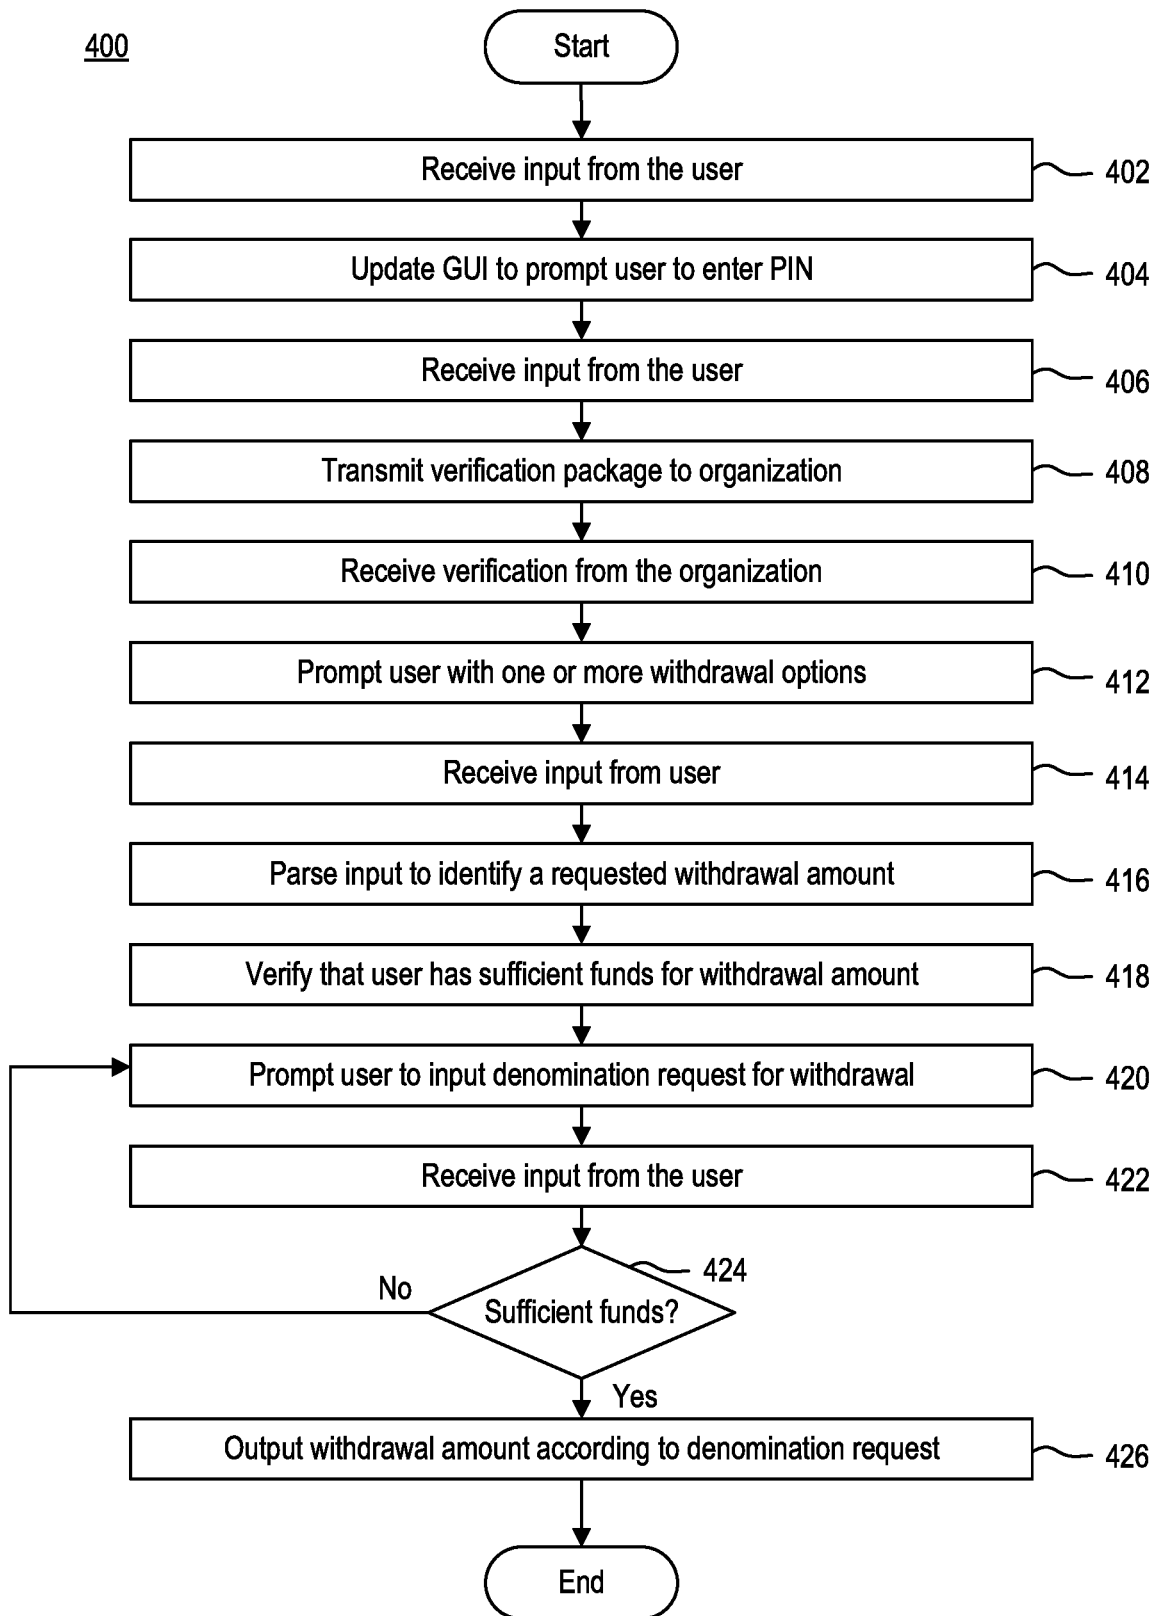 400
Start
Receive input from the user
402
Update GUI to prompt user to enter PIN
404
Receive input from the user
406
Transmit verification package to organization
408
Receive verification from the organization
410
Prompt user with one or more withdrawal options
412
Receive input from user
414
Parse input to identify a requested withdrawal amount
416
Verify that user has sufficient funds for withdrawal amount
418
Prompt user to input denomination request for withdrawal
420
Receive input from the user
422
424
No
Sufficient funds?
Yes
Output withdrawal amount according to denomination request
426
End